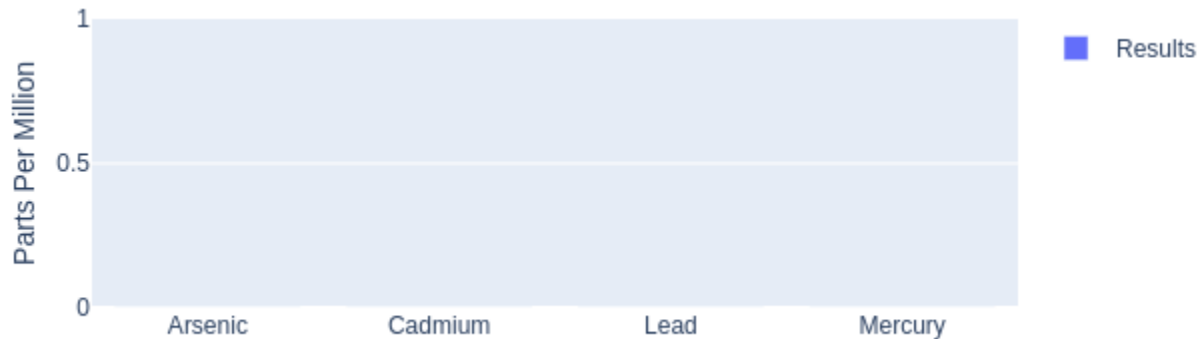 1
Results
Parts Per Million
0.5
0
Arsenic Cadmium Lead Mercury